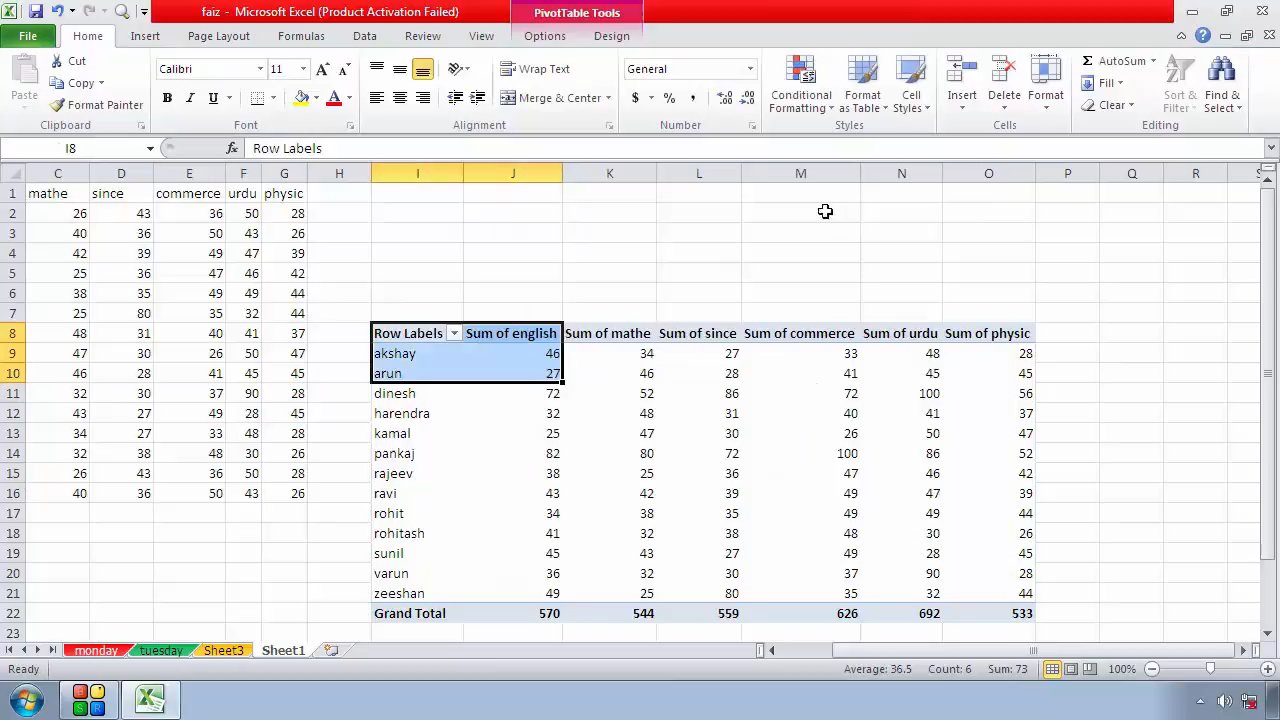 faiz - Microsoft Excel (Product Activation Failed)
PivotTable Tools
File Home Insert Page Layout Formulas Data Review View Options Design
Paste
Cut
Copy
Format Painter
Clipboard
Calibri 11
B I U
Font
Wrap Text
Merge & Center
Alignment
General
$ % ,
Number
Conditional Formatting
Format as Table
Cell Styles
Styles
Insert
Delete
Format
Cells
AutoSum
Fill
Clear
Sort & Filter
Find & Select
Editing
I8 fx Row Labels
C D E F G H I J K L M N O P Q R S
1 mathe since commerce urdu physic
2 26 43 36 50 28
3 40 36 50 43 26
4 42 39 49 47 39
5 25 36 47 46 42
6 38 35 49 49 44
7 25 80 35 32 44
8 48 31 40 41 37 Row Labels Sum of english Sum of mathe Sum of since Sum of commerce Sum of urdu Sum of physic
9 47 30 26 50 47 akshay 46 34 27 33 48 28
10 46 28 41 45 45 arun 27 46 28 41 45 45
11 32 30 37 90 28 dinesh 72 52 86 72 100 56
12 43 27 49 28 45 harendra 32 48 31 40 41 37
13 34 27 33 48 28 kamal 25 47 30 26 50 47
14 32 38 48 30 26 pankaj 82 80 72 100 86 52
15 26 43 36 50 28 rajeev 38 25 36 47 46 42
16 40 36 50 43 26 ravi 43 42 39 49 47 39
17 rohit 34 38 35 49 49 44
18 rohitash 41 32 38 48 30 26
19 sunil 45 43 27 49 28 45
20 varun 36 32 30 37 90 28
21 zeeshan 49 25 80 35 32 44
22 Grand Total 570 544 559 626 692 533
23
monday tuesday Sheet3 Sheet1
Ready Average: 36.5 Count: 6 Sum: 73 100%